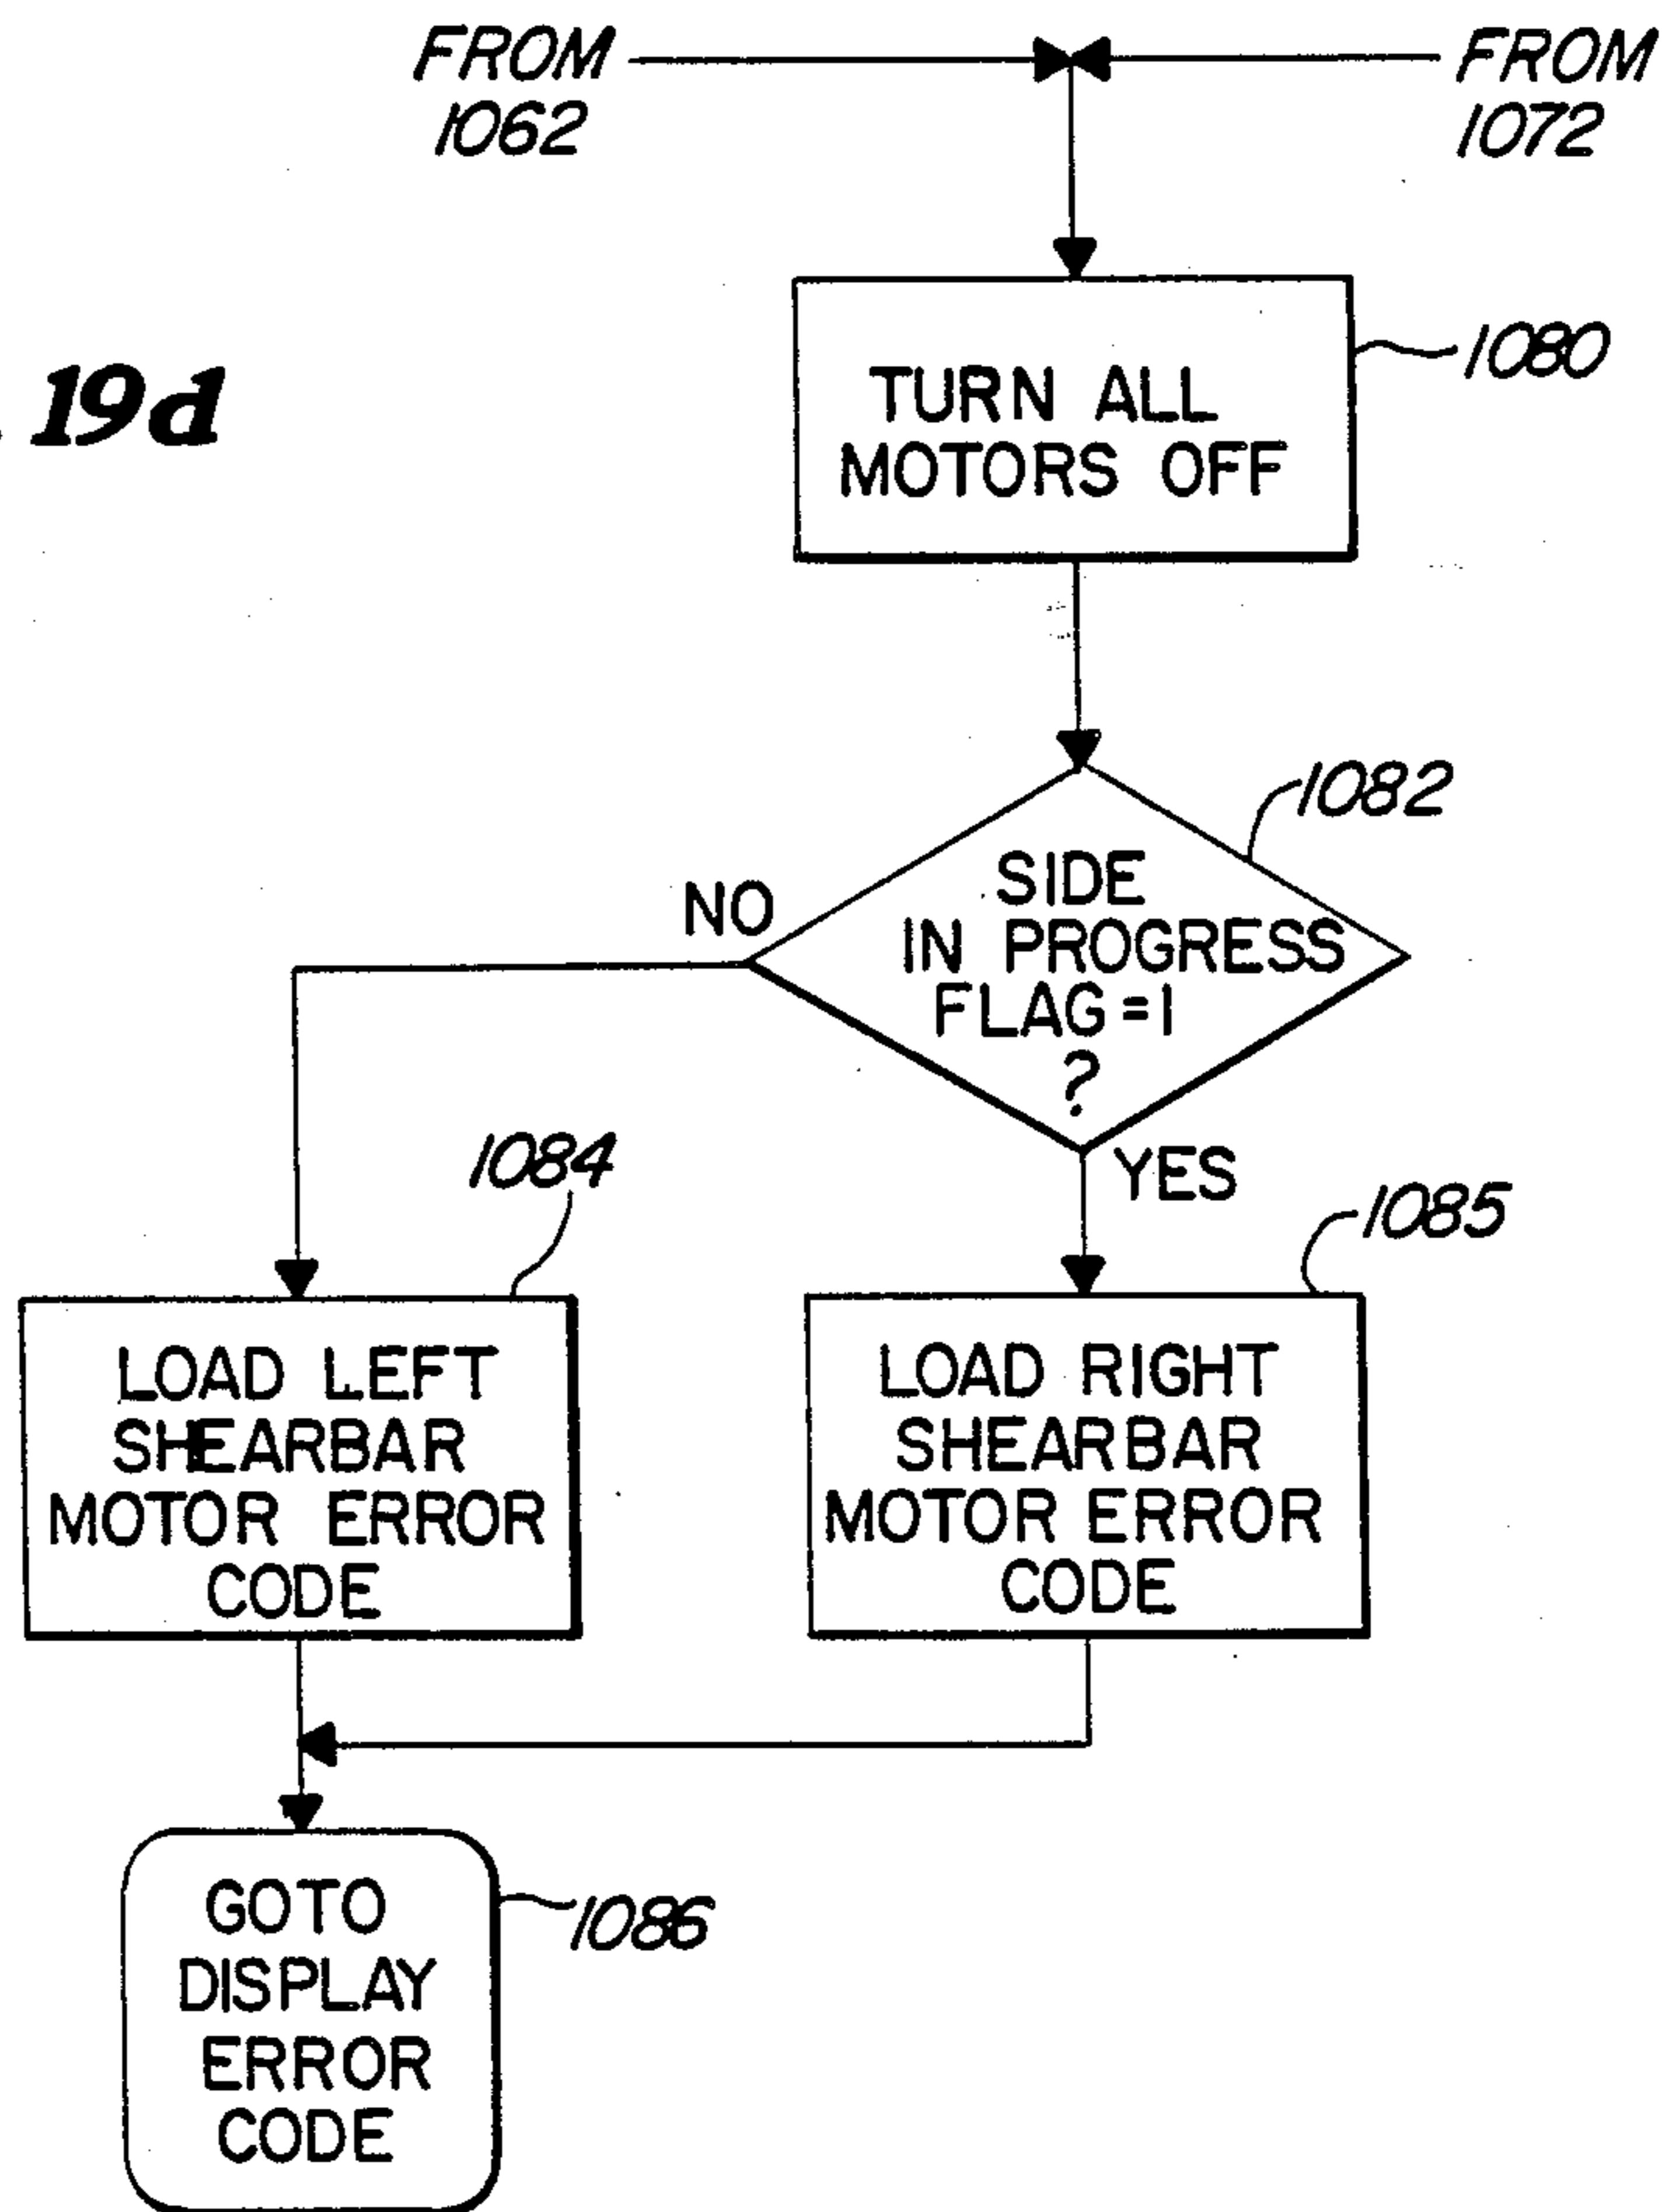 FROM
1062
FROM
1072
19d
TURN ALL
MOTORS OFF
1080
SIDE
IN PROGRESS
FLAG = 1
?
1082
NO
YES
1084
1085
LOAD LEFT
SHEARBAR
MOTOR ERROR
CODE
LOAD RIGHT
SHEARBAR
MOTOR ERROR
CODE
GOTO
DISPLAY
ERROR
CODE
1086